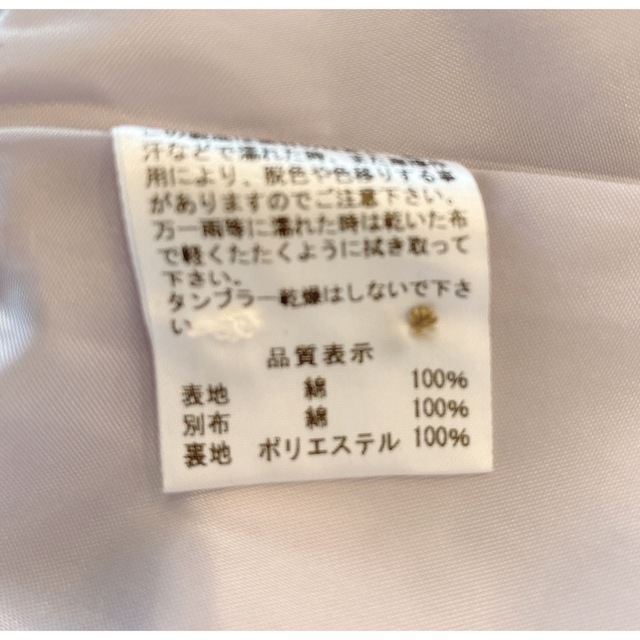 汗などで濡れた時、また摩擦作
用により、脱色や色移りする事
がありますのでご注意下さい。
万一雨等に濡れた時は乾いた布
で軽くたたくように拭き取って
下さい。
タンブラー乾燥はしないで下さ
い
品質表示
表地 綿 100%
別布 綿 100%
裏地 ポリエステル 100%